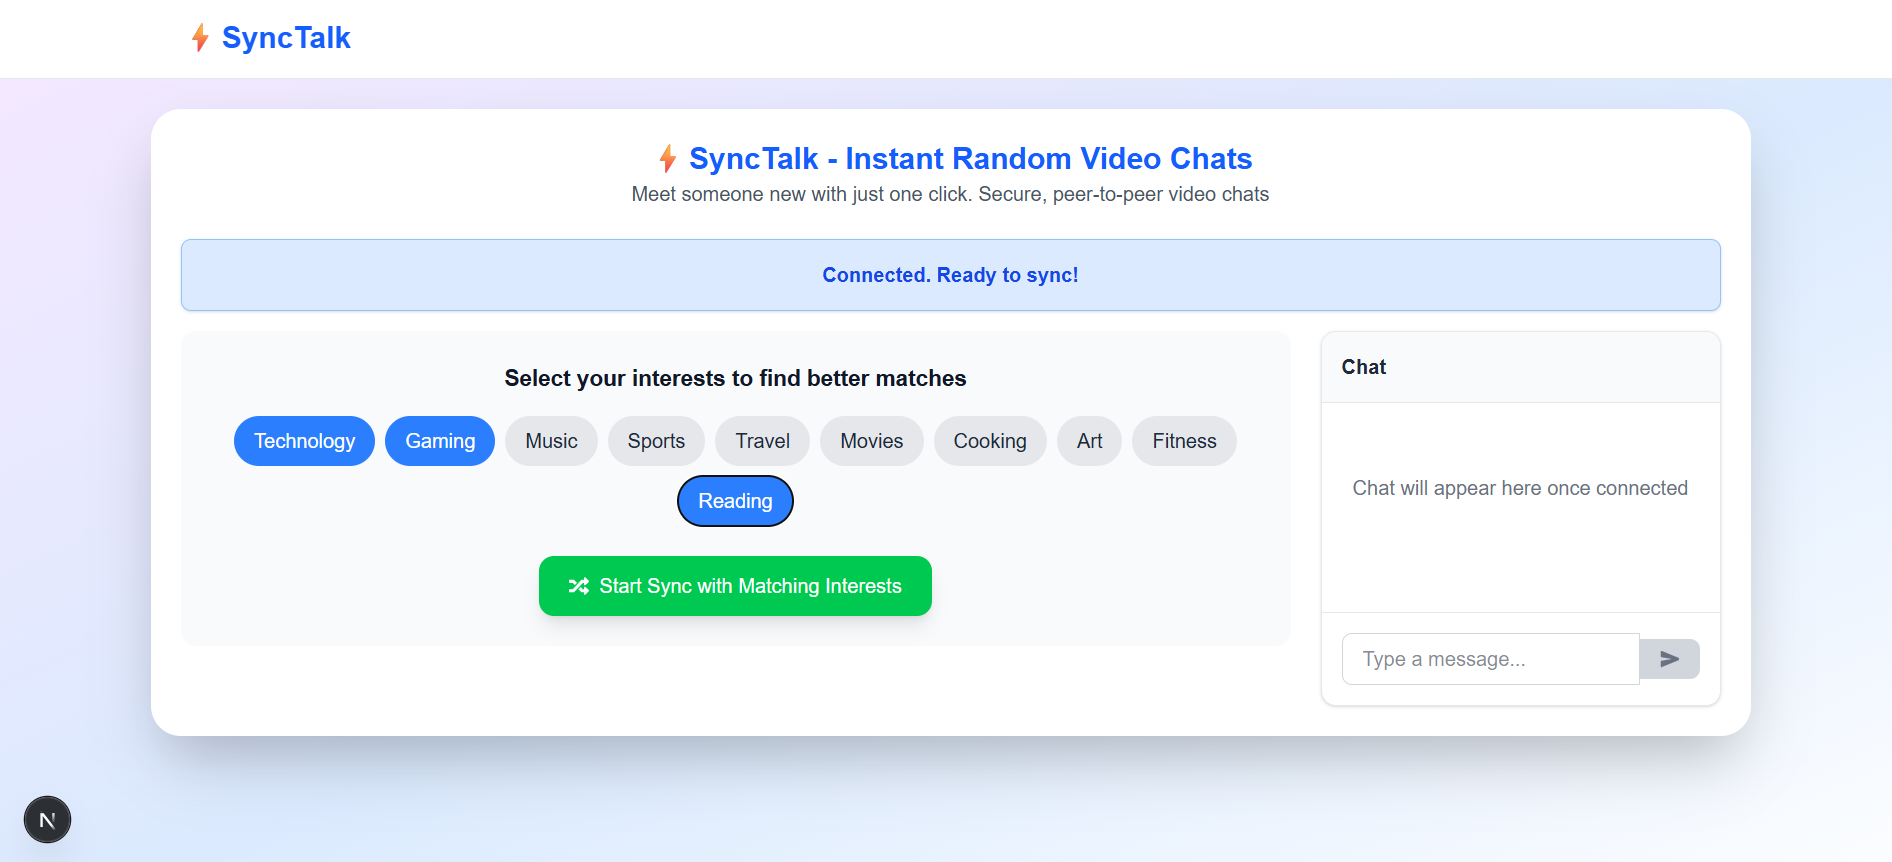 SyncTalk
SyncTalk - Instant Random Video Chats
Meet someone new with just one click. Secure, peer-to-peer video chats
Connected. Ready to sync!
Select your interests to find better matches
Technology Gaming Music Sports Travel Movies Cooking Art Fitness
Reading
Start Sync with Matching Interests
Chat
Chat will appear here once connected
Type a message...
N